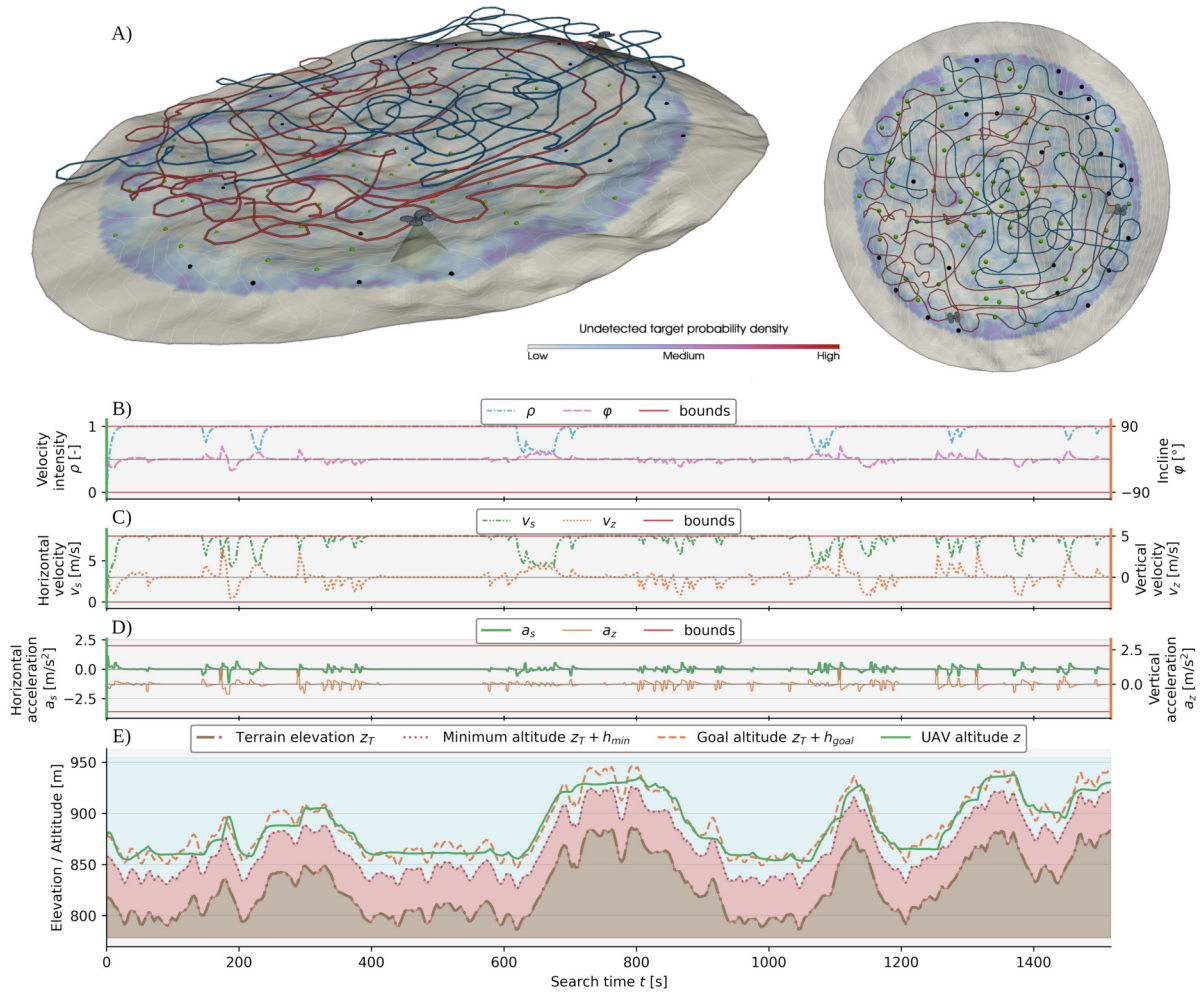 A)
Undetected target probability density
Low Medium High
B)
ρ φ bounds
1
0
Velocity
intensity
ρ [-]
90
−90
Incline
φ [°]
C)
v_s v_z bounds
5
0
Horizontal
velocity
v_s [m/s]
5
0
Vertical
velocity
v_z [m/s]
D)
a_s a_z bounds
2.5
0.0
−2.5
Horizontal
acceleration
a_s [m/s²]
2.5
0.0
Vertical
acceleration
a_z [m/s²]
E)
Terrain elevation z_T Minimum altitude z_T + h_min Goal altitude z_T + h_goal UAV altitude z
950
900
850
800
Elevation / Atltitude [m]
0 200 400 600 800 1000 1200 1400
Search time t [s]